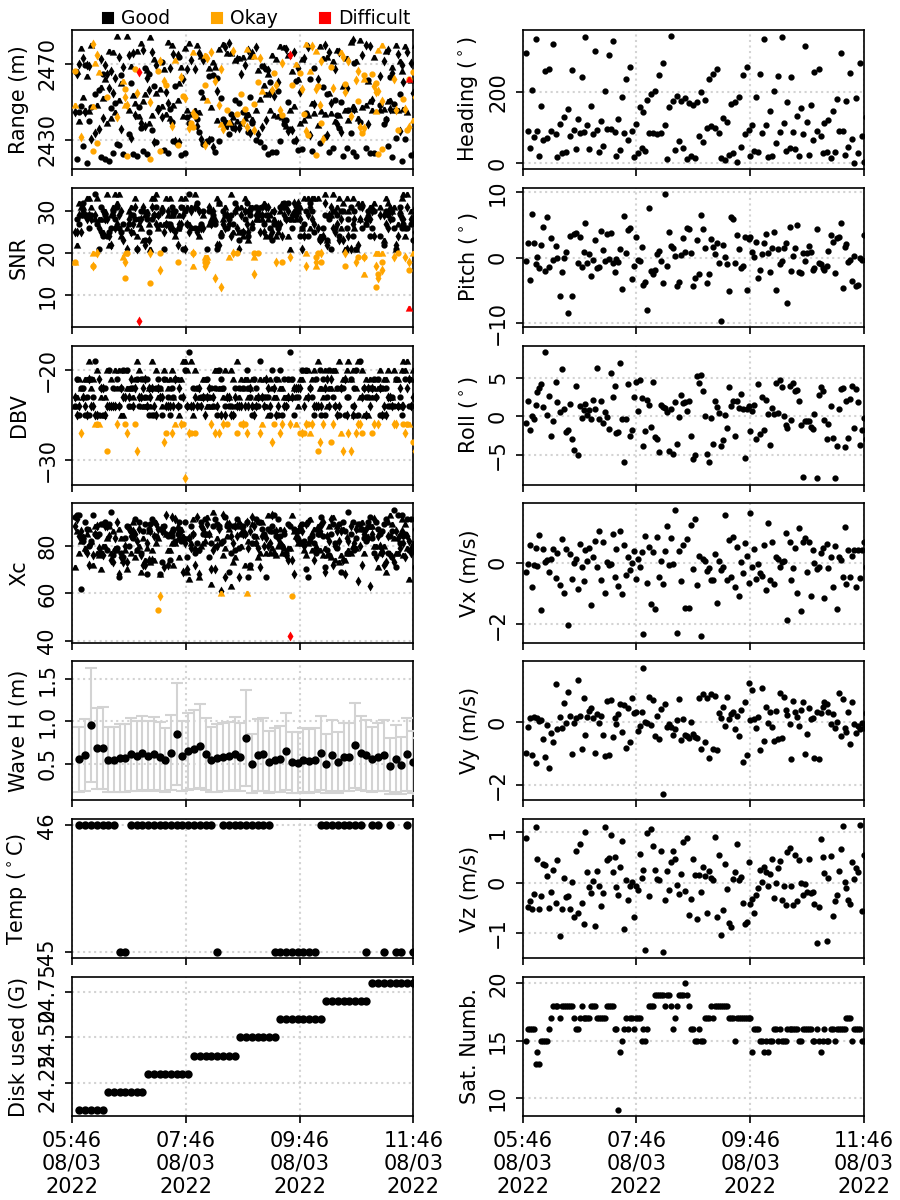 Good Okay Difficult
Range (m)
2470
2430
Heading (°)
200
0
SNR
30
20
10
Pitch (°)
10
0
−10
DBV
−20
−30
Roll (°)
5
0
−5
Xc
80
60
40
Vx (m/s)
0
−2
Wave H (m)
1.5
1.0
0.5
Vy (m/s)
0
−2
Temp (°C)
46
45
Vz (m/s)
1
0
−1
Disk used (G)
24.75
24.50
24.25
Sat. Numb.
20
15
10
05:46 07:46 09:46 11:46
08/03 08/03 08/03 08/03
2022 2022 2022 2022
05:46 07:46 09:46 11:46
08/03 08/03 08/03 08/03
2022 2022 2022 2022